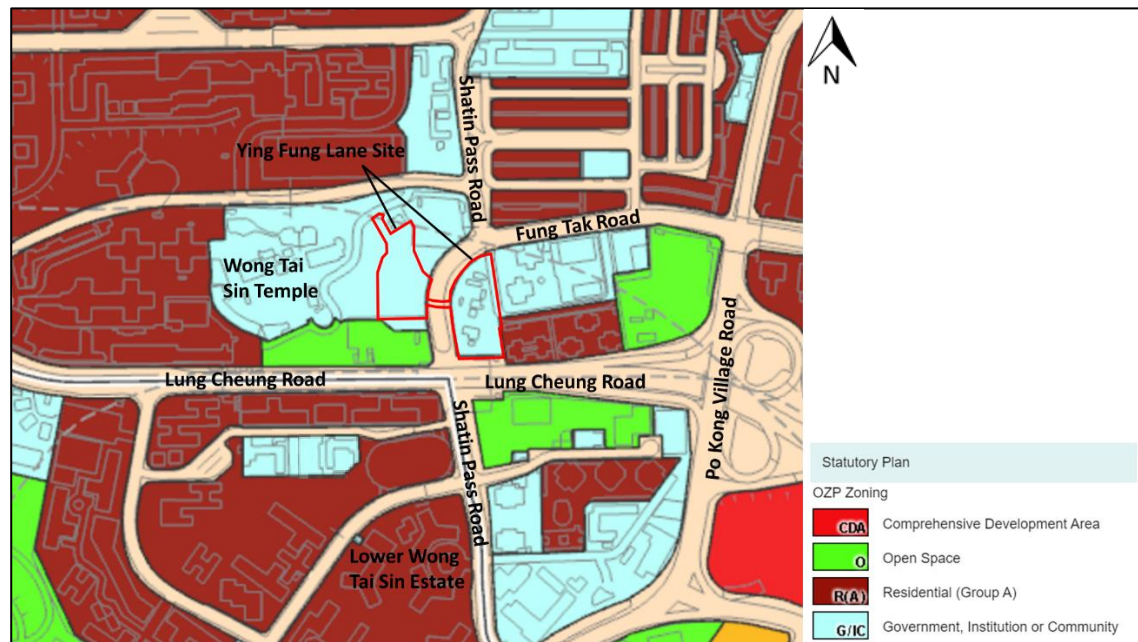 N
Shatin Pass Road
Ying Fung Lane Site
Fung Tak Road
Wong Tai
Sin Temple
Po Kong Village Road
Lung Cheung Road
Lung Cheung Road
Shatin Pass Road
Lower Wong
Tai Sin Estate
Statutory Plan
OZP Zoning
CDA Comprehensive Development Area
O Open Space
R(A) Residential (Group A)
G/IC Government, Institution or Community